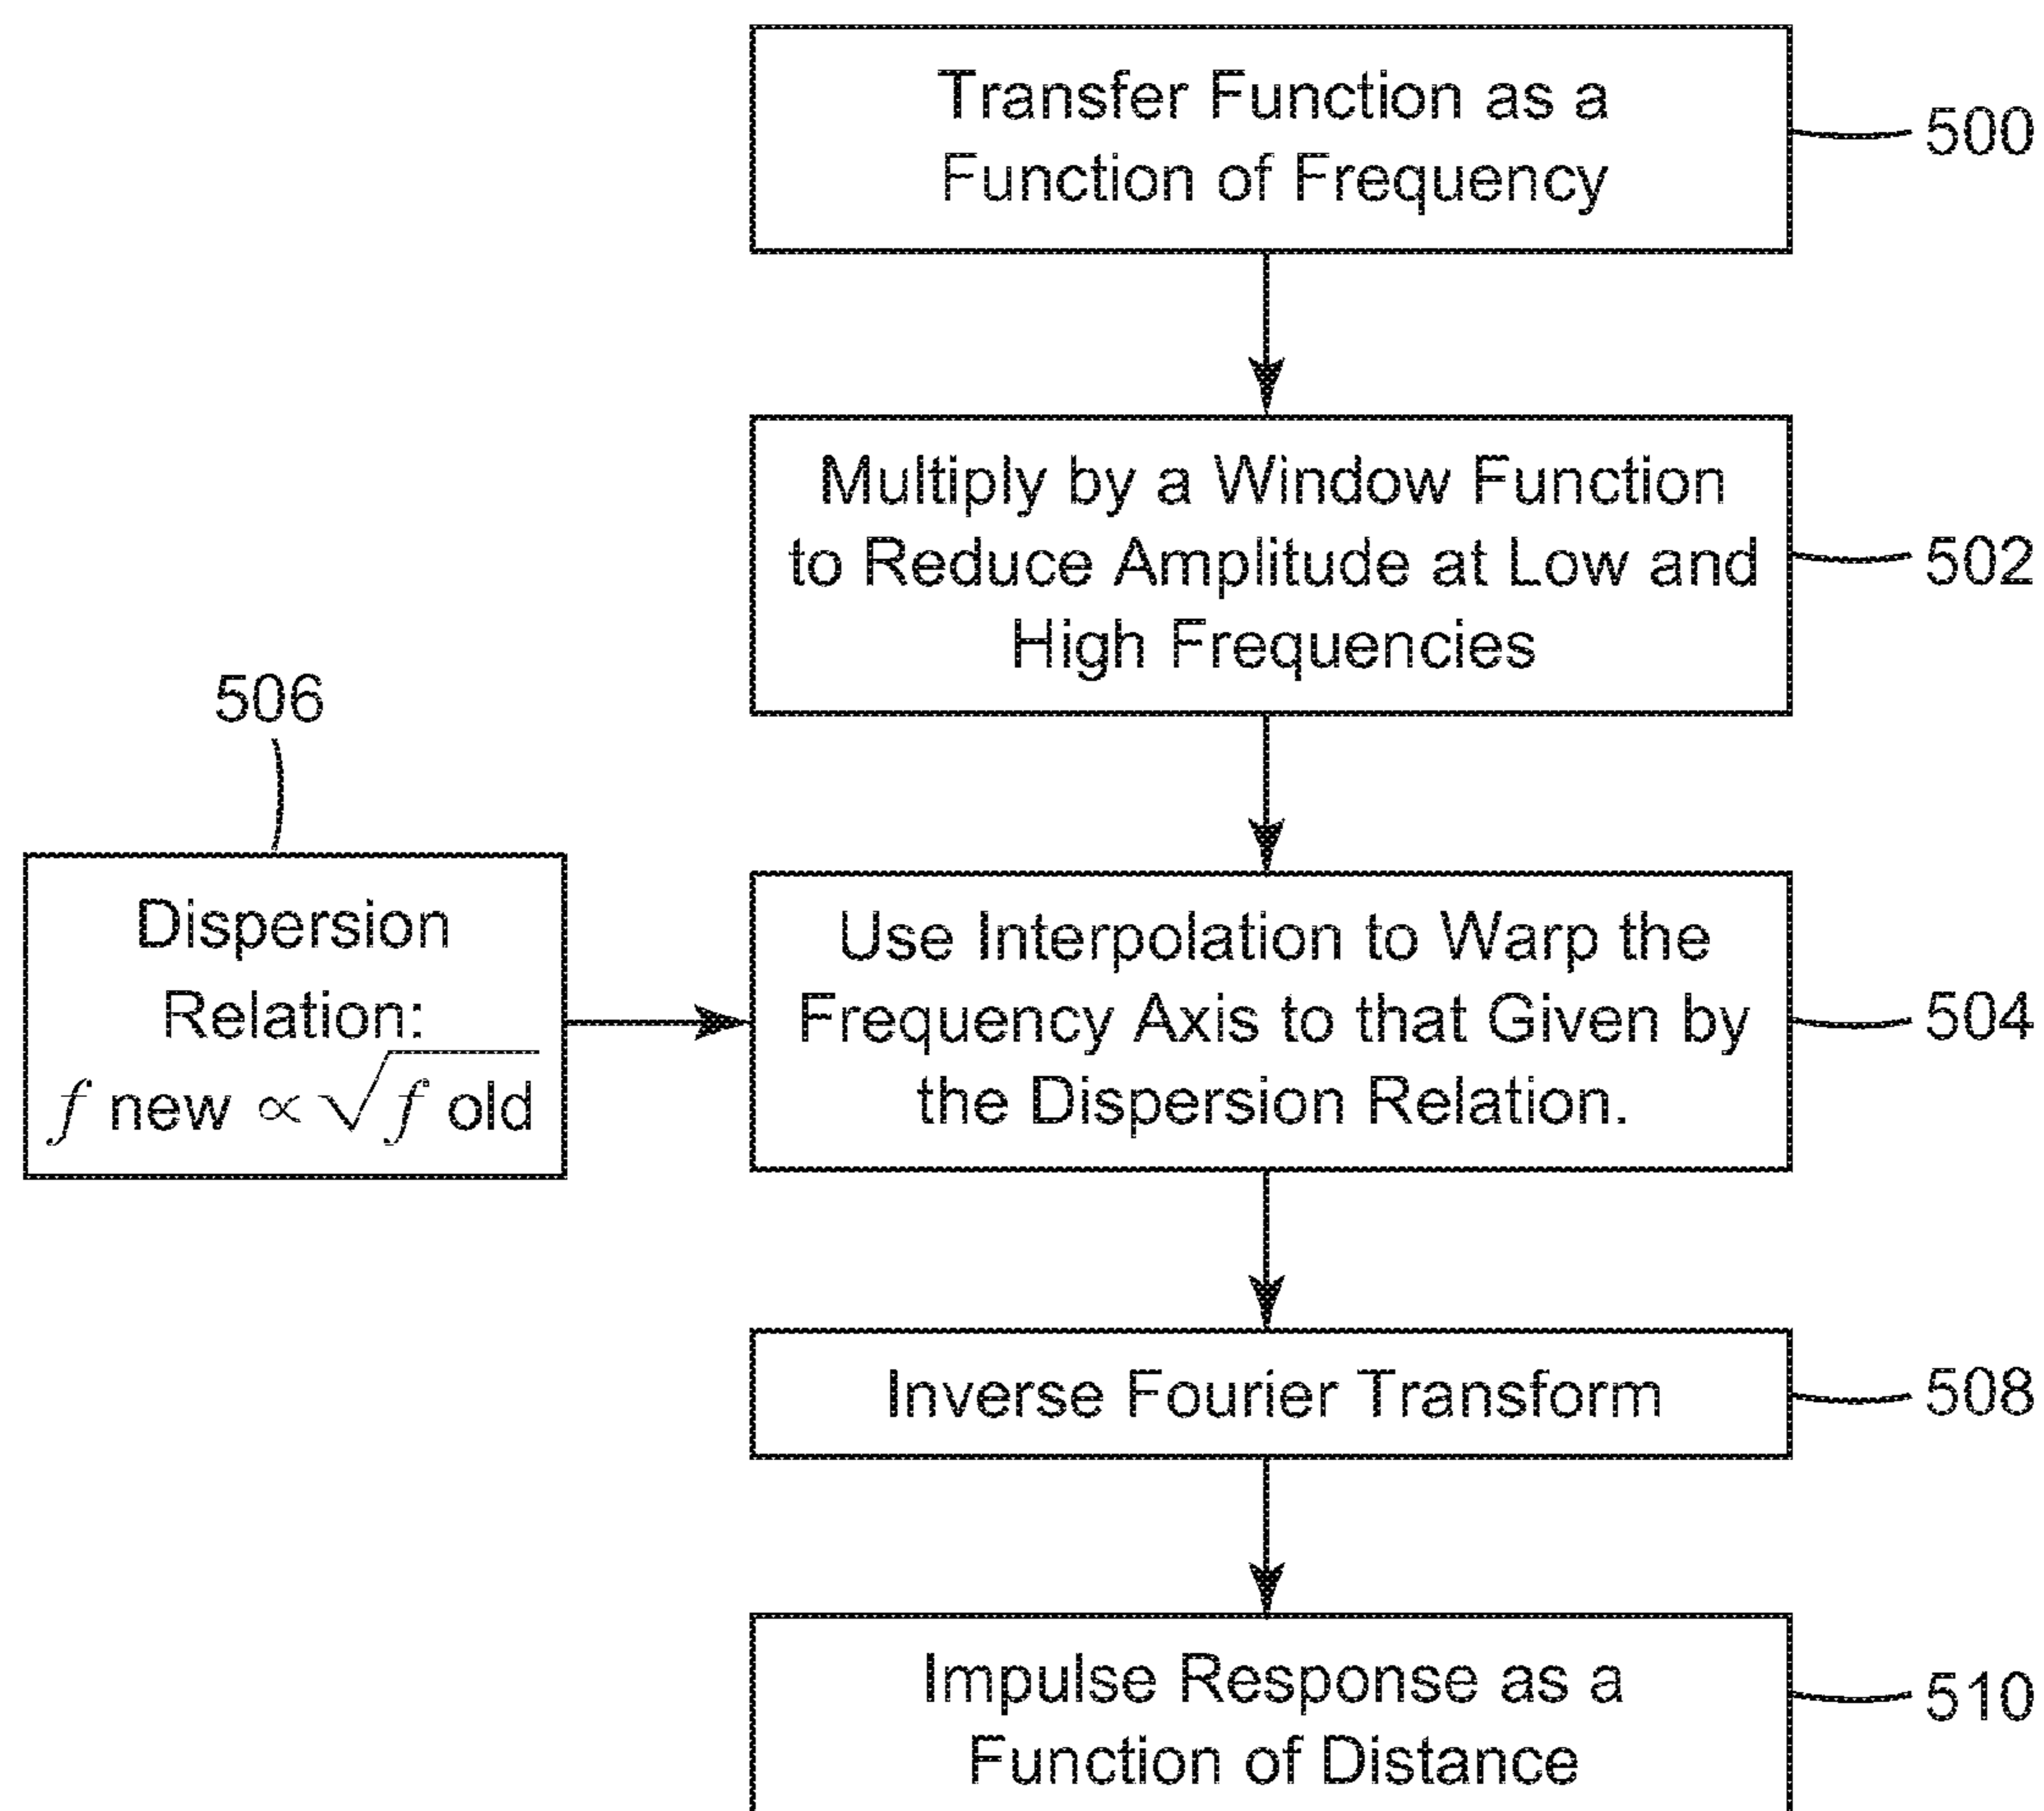 Transfer Function as a
Function of Frequency
500
Multiply by a Window Function
to Reduce Amplitude at Low and
High Frequencies
502
506
Dispersion
Relation:
f new ∝ √f old
Use Interpolation to Warp the
Frequency Axis to that Given by
the Dispersion Relation.
504
Inverse Fourier Transform
508
Impulse Response as a
Function of Distance
510